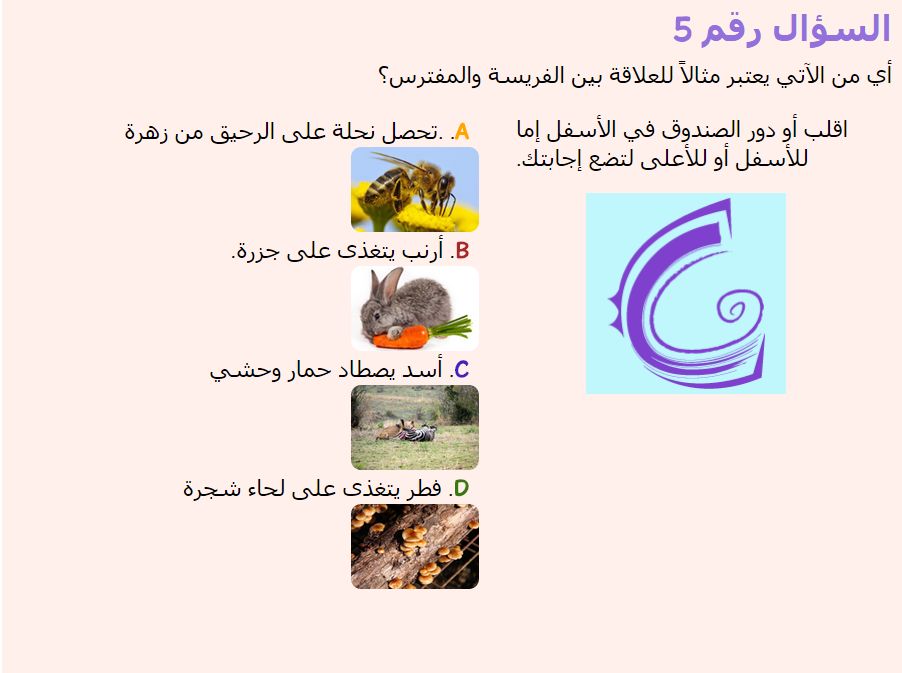 السؤال رقم 5
أي من الآتي يعتبر مثالاً للعلاقة بين الفريسة والمفترس؟
اقلب أو دور الصندوق في الأسفل إما
للأسفل أو للأعلى لتضع إجابتك.
C
A. .تحصل نحلة على الرحيق من زهرة
B. أرنب يتغذى على جزرة.
C. أسد يصطاد حمار وحشي
D. فطر يتغذى على لحاء شجرة